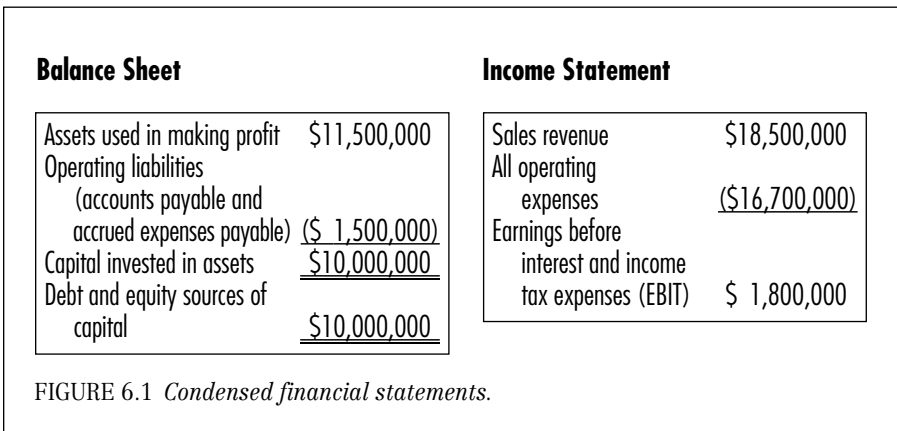 Balance Sheet
Assets used in making profit $11,500,000
Operating liabilities
(accounts payable and
accrued expenses payable) ($ 1,500,000)
Capital invested in assets $10,000,000
Debt and equity sources of
capital $10,000,000
Income Statement
Sales revenue $18,500,000
All operating
expenses ($16,700,000)
Earnings before
interest and income
tax expenses (EBIT) $ 1,800,000
FIGURE 6.1 Condensed financial statements.